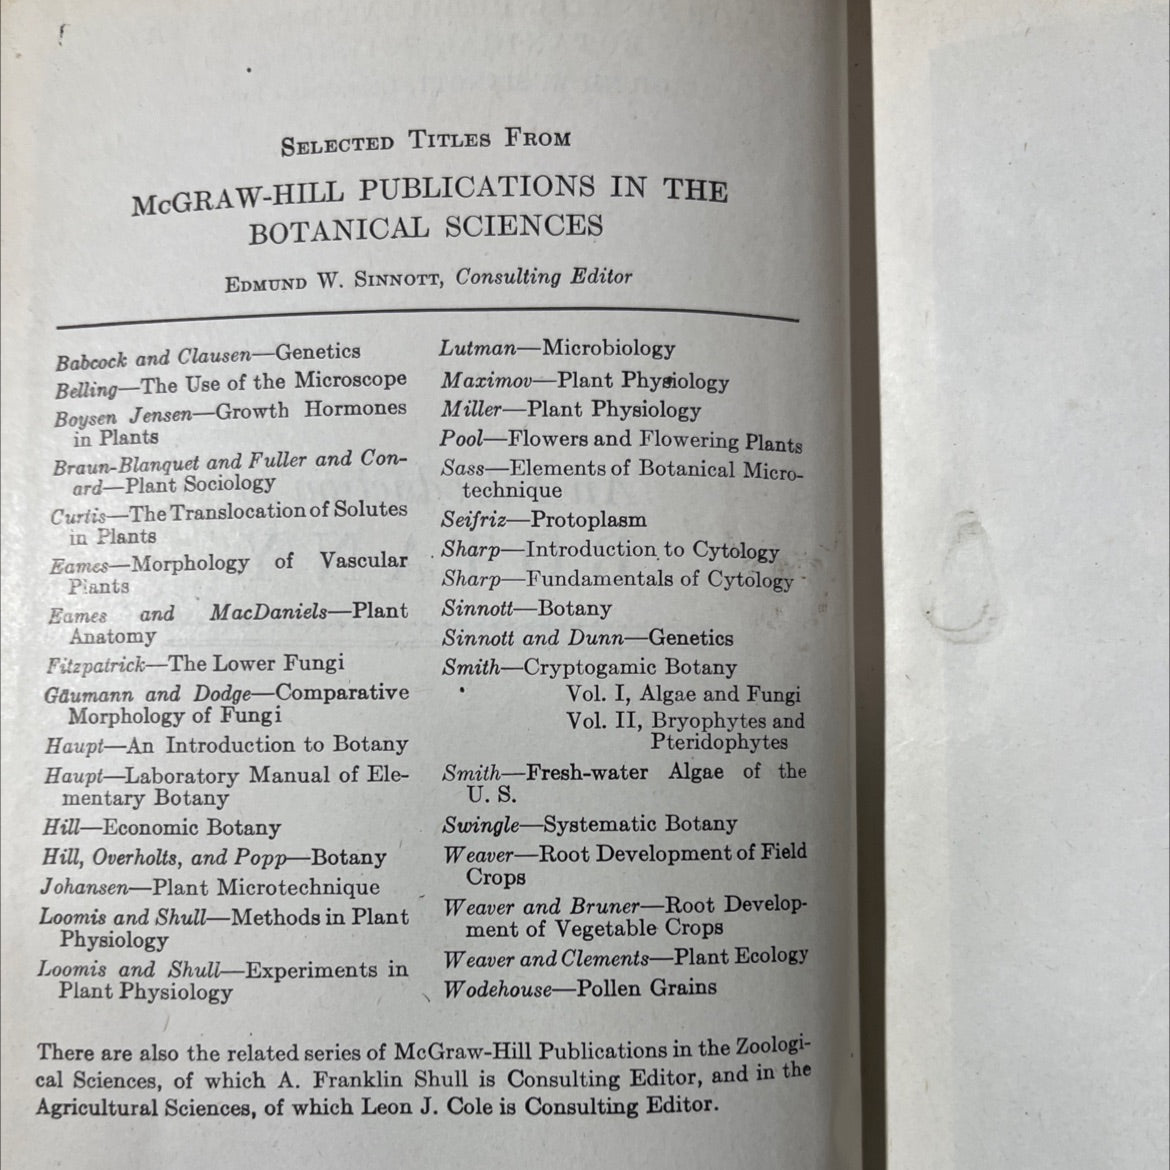 Selected Titles From
McGRAW-HILL PUBLICATIONS IN THE
BOTANICAL SCIENCES
Edmund W. Sinnott, Consulting Editor
Babcock and Clausen—Genetics
Belling—The Use of the Microscope
Boysen Jensen—Growth Hormones
in Plants
Braun-Blanquet and Fuller and Con-
ard—Plant Sociology
Curtis—The Translocation of Solutes
in Plants
Eames—Morphology of Vascular
Plants
Eames and MacDaniels—Plant
Anatomy
Fitzpatrick—The Lower Fungi
Gäumann and Dodge—Comparative
Morphology of Fungi
Haupt—An Introduction to Botany
Haupt—Laboratory Manual of Ele-
mentary Botany
Hill—Economic Botany
Hill, Overholts, and Popp—Botany
Johansen—Plant Microtechnique
Loomis and Shull—Methods in Plant
Physiology
Loomis and Shull—Experiments in
Plant Physiology
Lutman—Microbiology
Maximov—Plant Physiology
Miller—Plant Physiology
Pool—Flowers and Flowering Plants
Sass—Elements of Botanical Micro-
technique
Seifriz—Protoplasm
Sharp—Introduction to Cytology
Sharp—Fundamentals of Cytology
Sinnott—Botany
Sinnott and Dunn—Genetics
Smith—Cryptogamic Botany
Vol. I, Algae and Fungi
Vol. II, Bryophytes and
Pteridophytes
Smith—Fresh-water Algae of the
U. S.
Swingle—Systematic Botany
Weaver—Root Development of Field
Crops
Weaver and Bruner—Root Develop-
ment of Vegetable Crops
Weaver and Clements—Plant Ecology
Wodehouse—Pollen Grains
There are also the related series of McGraw-Hill Publications in the Zoologi-
cal Sciences, of which A. Franklin Shull is Consulting Editor, and in the
Agricultural Sciences, of which Leon J. Cole is Consulting Editor.